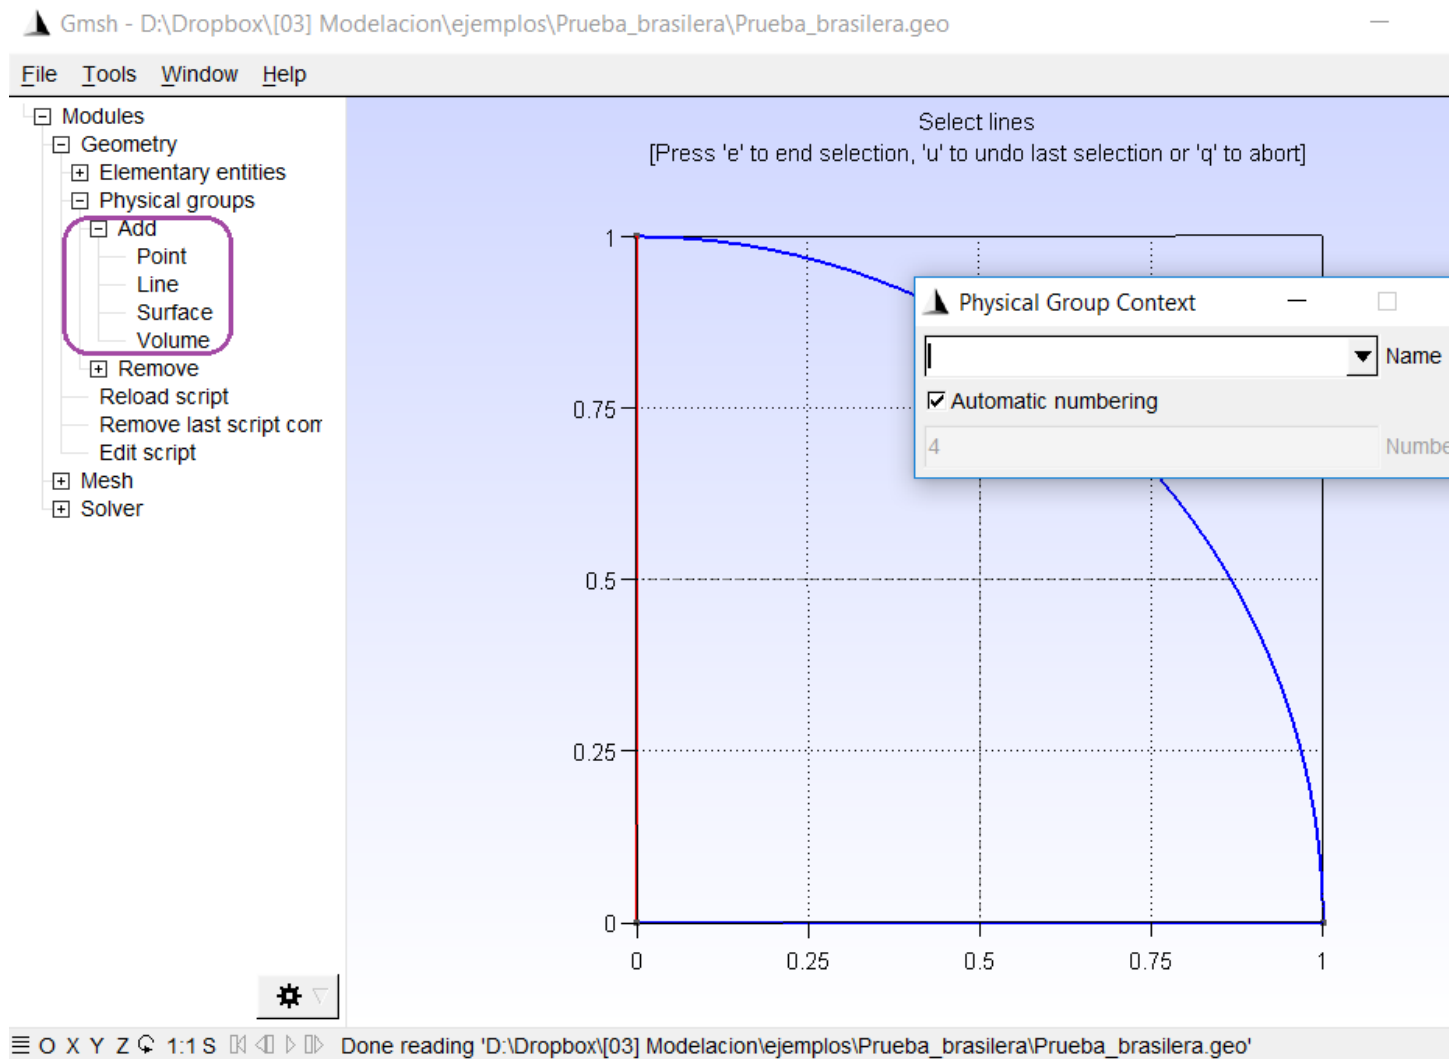 Gmsh - D:\Dropbox\[03] Modelacion\ejemplos\Prueba_brasilera\Prueba_brasilera.geo
File Tools Window Help
Modules
Geometry
Elementary entities
Physical groups
Add
Point
Line
Surface
Volume
Remove
Reload script
Remove last script com
Edit script
Mesh
Solver
Select lines
[Press 'e' to end selection, 'u' to undo last selection or 'q' to abort]
1
0.75
0.5
0.25
0
0 0.25 0.5 0.75 1
Physical Group Context
Name
Automatic numbering
4 Numbe
O X Y Z 1:1 S Done reading 'D:\Dropbox\[03] Modelacion\ejemplos\Prueba_brasilera\Prueba_brasilera.geo'